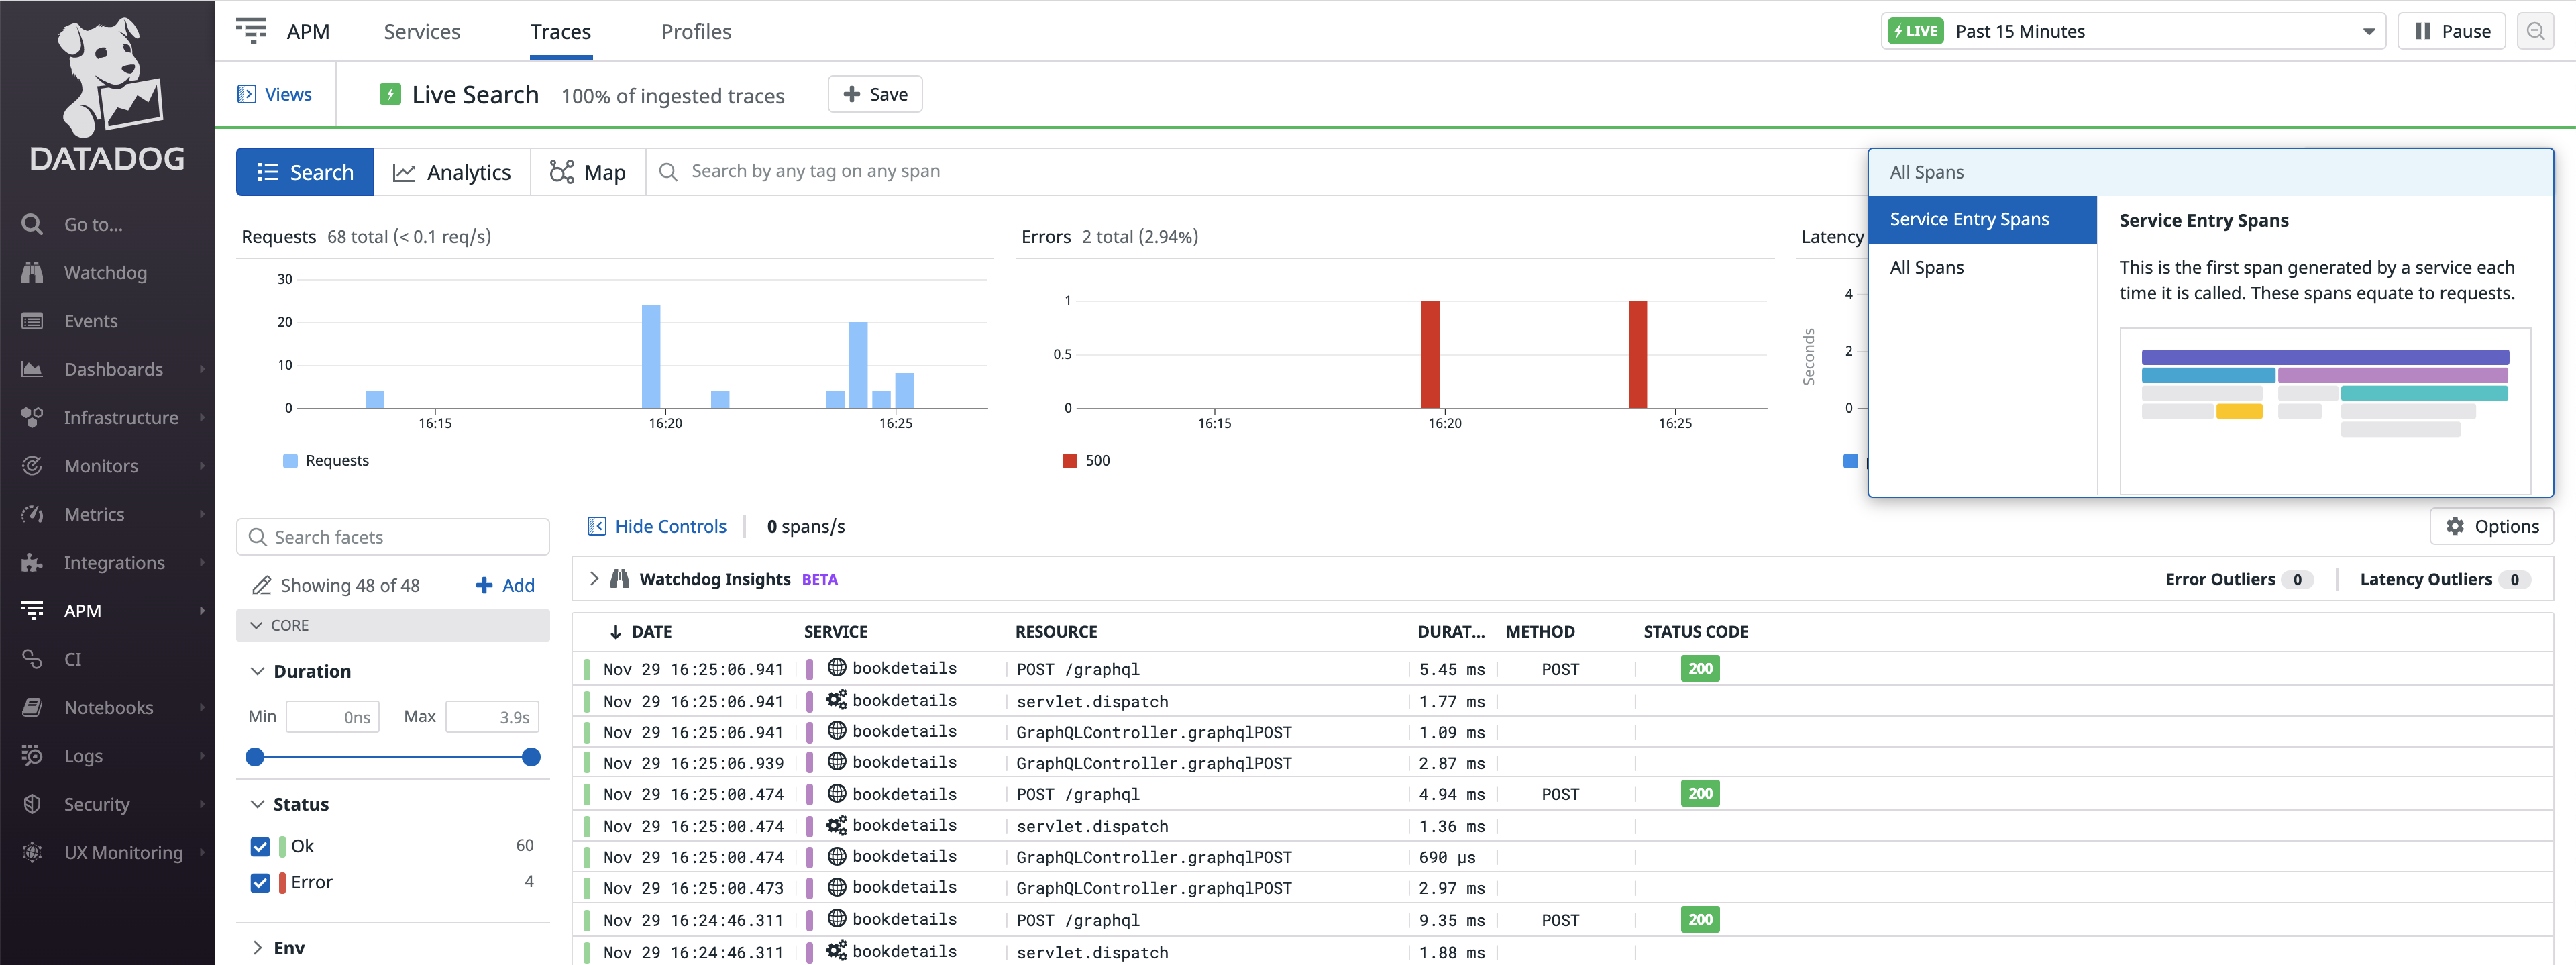 DATADOG
Go to...
Watchdog
Events
Dashboards
Infrastructure
Monitors
Metrics
Integrations
APM
CI
Notebooks
Logs
Security
UX Monitoring
APM Services Traces Profiles
LIVE Past 15 Minutes Pause
Views Live Search 100% of ingested traces Save
Search Analytics Map Search by any tag on any span
All Spans
Service Entry Spans
All Spans
Service Entry Spans
This is the first span generated by a service each
time it is called. These spans equate to requests.
Requests 68 total (< 0.1 req/s)
30
20
10
0
16:15 16:20 16:25
Requests
Errors 2 total (2.94%)
1
0.5
0
16:15 16:20 16:25
500
Latency
Seconds
4
2
0
Search facets
Showing 48 of 48 Add
CORE
Duration
Min 0ns Max 3.9s
Status
Ok 60
Error 4
Env
Hide Controls 0 spans/s Options
Watchdog Insights BETA Error Outliers 0 Latency Outliers 0
DATE SERVICE RESOURCE DURAT... METHOD STATUS CODE
Nov 29 16:25:06.941 bookdetails POST /graphql 5.45 ms POST 200
Nov 29 16:25:06.941 bookdetails servlet.dispatch 1.77 ms
Nov 29 16:25:06.941 bookdetails GraphQLController.graphqlPOST 1.09 ms
Nov 29 16:25:06.939 bookdetails GraphQLController.graphqlPOST 2.87 ms
Nov 29 16:25:00.474 bookdetails POST /graphql 4.94 ms POST 200
Nov 29 16:25:00.474 bookdetails servlet.dispatch 1.36 ms
Nov 29 16:25:00.474 bookdetails GraphQLController.graphqlPOST 690 µs
Nov 29 16:25:00.473 bookdetails GraphQLController.graphqlPOST 2.97 ms
Nov 29 16:24:46.311 bookdetails POST /graphql 9.35 ms POST 200
Nov 29 16:24:46.311 bookdetails servlet.dispatch 1.88 ms